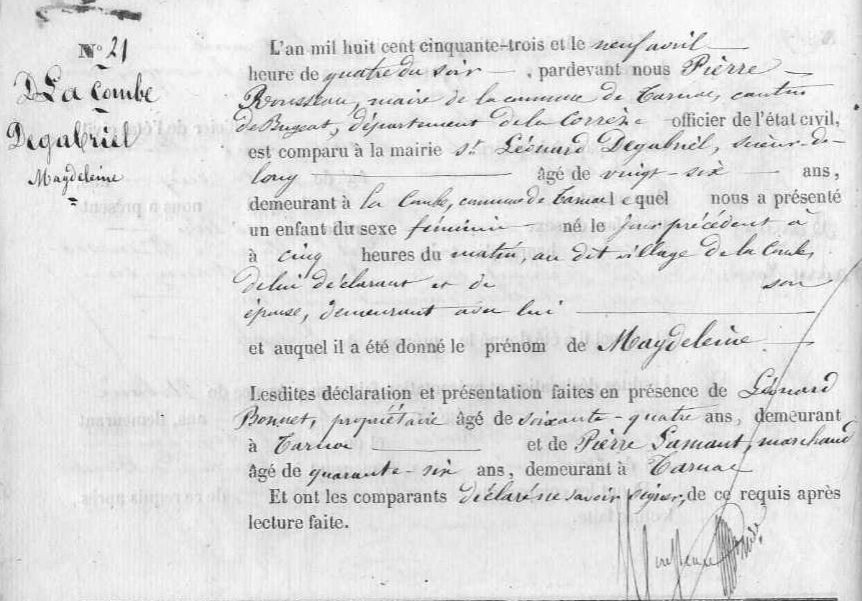 N° 21
La Combe
Degabriel
Magdeleine
L'an mil huit cent cinquante-trois et le neuf avril
heure de quatre du soir, pardevant nous Pierre
Rousseau, maire de la commune de Tarnac, canton
de Bugeat, département de la Corrèze officier de l'état civil,
est comparu à la mairie st Léonard Degabriel, scieur-de-
long âgé de vingt-six ans,
demeurant à la Combe, commune de Tarnac lequel nous a présenté
un enfant du sexe féminin né le jour précédent à
à cinq heures du matin, au dit village de la Combe,
de lui déclarant et de son
épouse, demeurant avec lui
et auquel il a été donné le prénom de Magdeleine.
Lesdites déclaration et présentation faites en présence de Léonard
Bonnet, propriétaire âgé de soixante-quatre ans, demeurant
à Tarnac et de Pierre marchand
âgé de quarante-six ans, demeurant à Tarnac
Et ont les comparants déclaré ne savoir signer, de ce requis après
lecture faite.